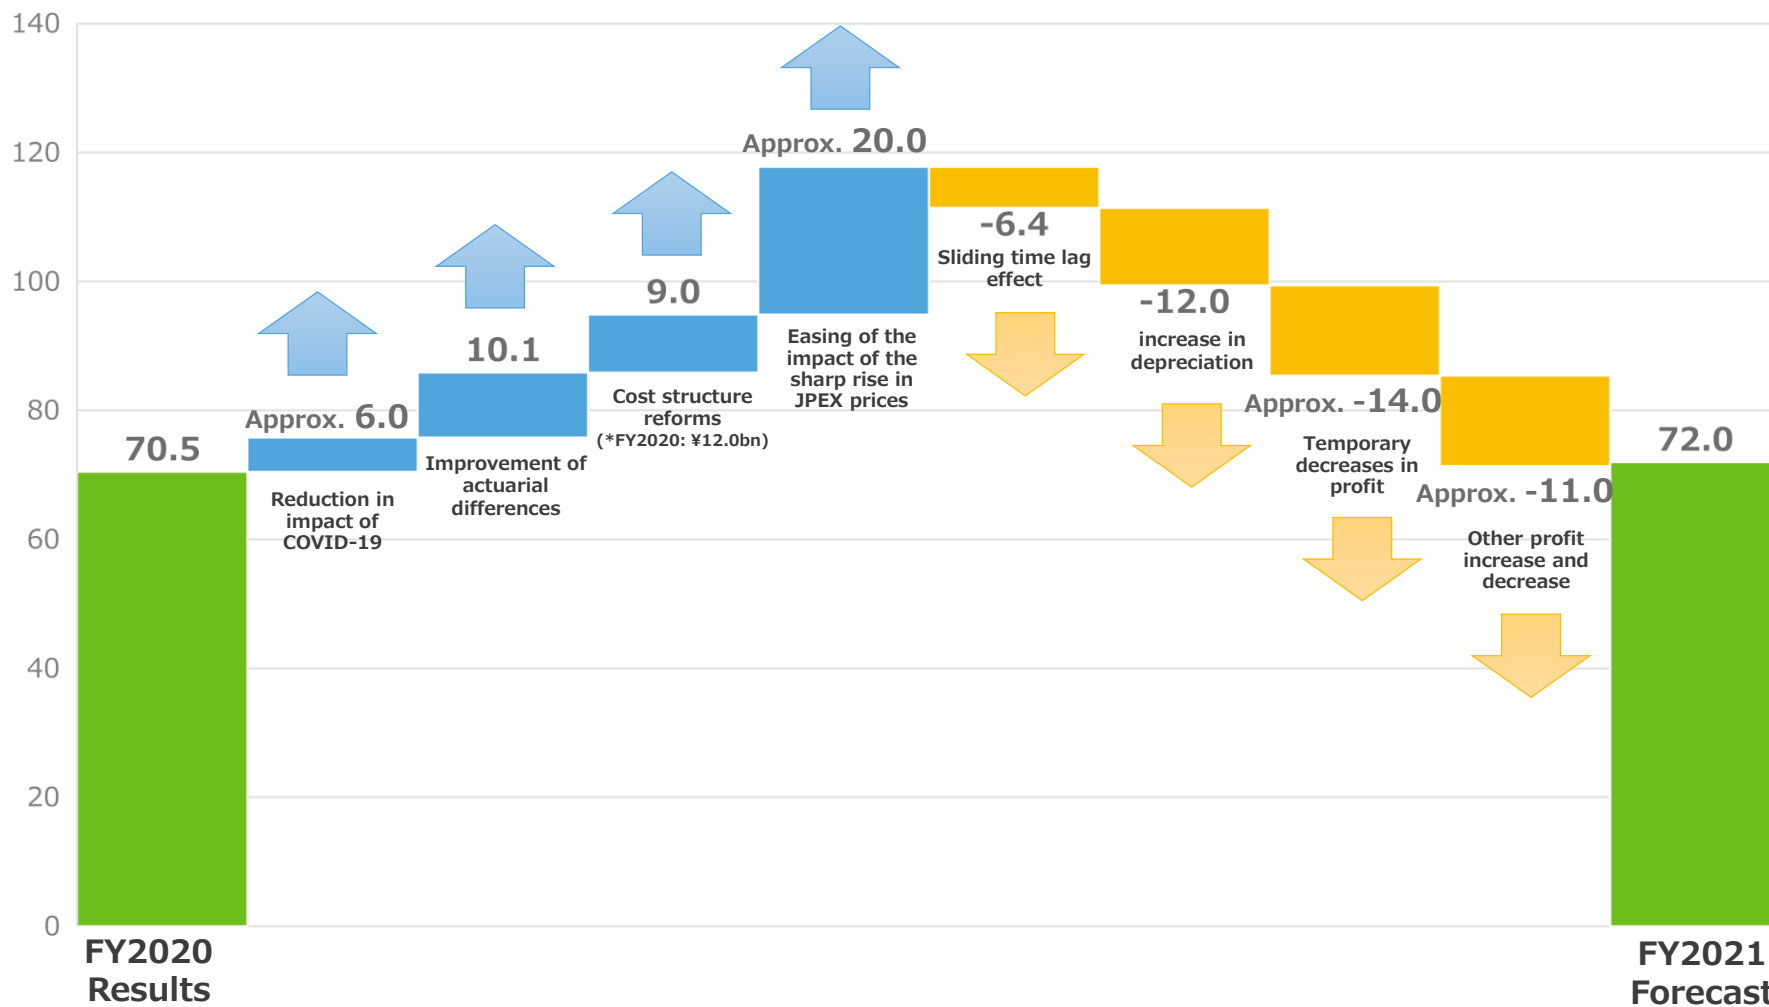 140
120
100
80
60
40
20
0
70.5
FY2020
Results
Approx. 6.0
Reduction in
impact of
COVID-19
10.1
Improvement of
actuarial
differences
9.0
Cost structure
reforms
(*FY2020: ¥12.0bn)
Approx. 20.0
Easing of the
impact of the
sharp rise in
JPEX prices
-6.4
Sliding time lag
effect
-12.0
increase in
depreciation
Approx. -14.0
Temporary
decreases in
profit
Approx. -11.0
Other profit
increase and
decrease
72.0
FY2021
Forecast